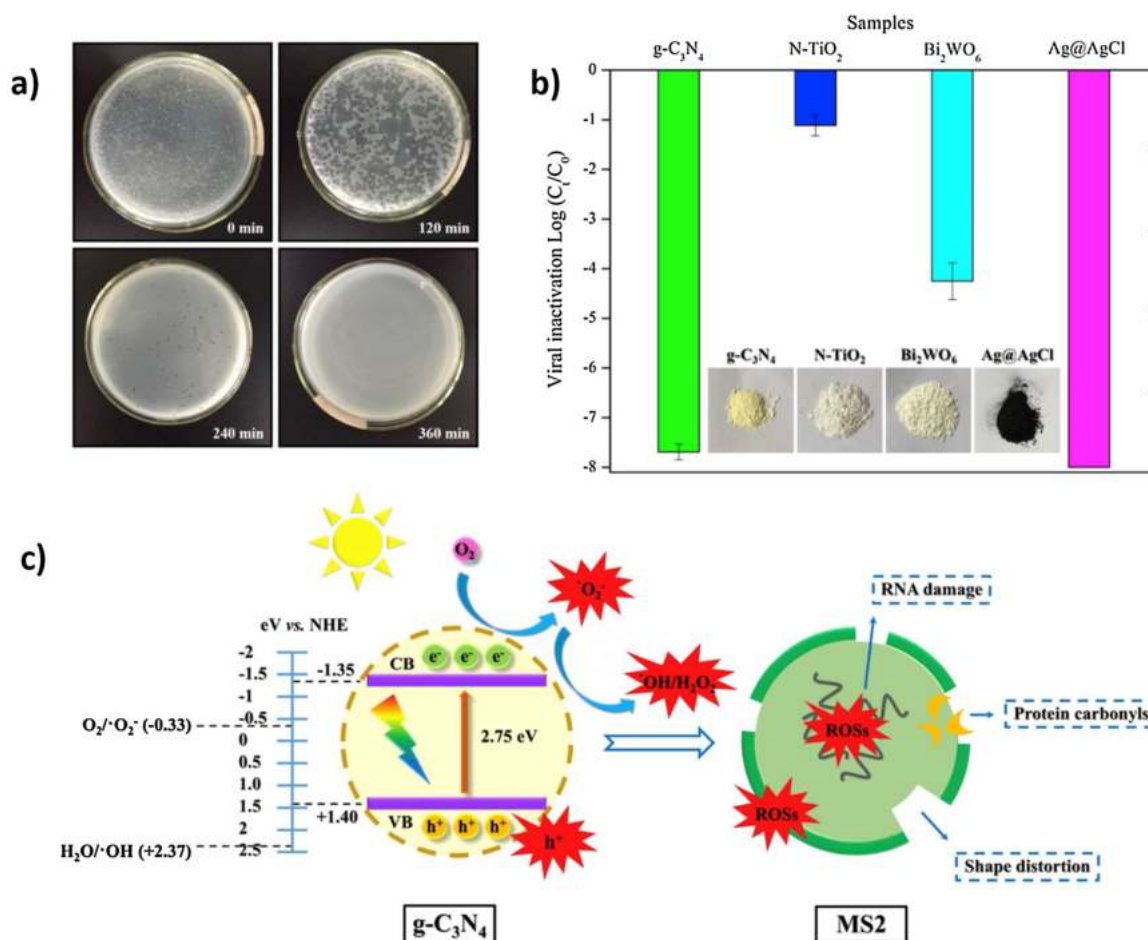 a)
0 min
120 min
240 min
360 min
b)
Samples
g-C₃N₄ N-TiO₂ Bi₂WO₆ Ag@AgCl
Viral inactivation Log (Cₜ/C₀)
0
-1
-2
-3
-4
-5
-6
-7
-8
g-C₃N₄ N-TiO₂ Bi₂WO₆ Ag@AgCl
c)
O₂
·O₂⁻
·OH/H₂O₂
eV vs. NHE
-2
-1.5
-1
-0.5
0
0.5
1.0
1.5
2
2.5
-1.35
+1.40
O₂/·O₂⁻ (-0.33)
H₂O/·OH (+2.37)
CB
e⁻ e⁻ e⁻
2.75 eV
VB
h⁺ h⁺ h⁺
h⁺
g-C₃N₄
RNA damage
ROSs
Protein carbonyls
ROSs
Shape distortion
MS2